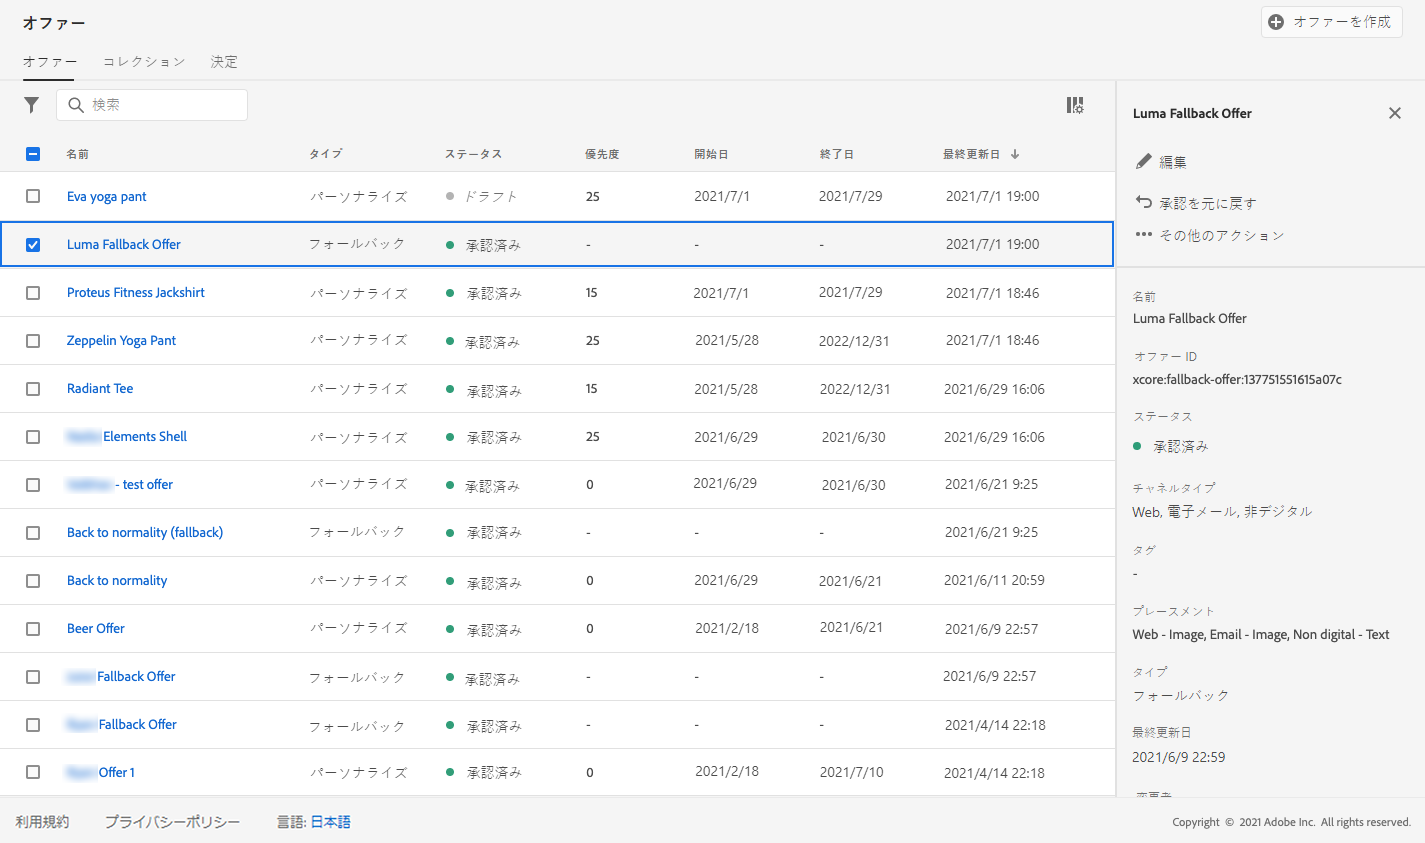 オファー
オファーを作成
オファー コレクション 決定
検索
名前 タイプ ステータス 優先度 開始日 終了日 最終更新日
Eva yoga pant パーソナライズ ドラフト 25 2021/7/1 2021/7/29 2021/7/1 19:00
Luma Fallback Offer フォールバック 承認済み - - - 2021/7/1 19:00
Proteus Fitness Jackshirt パーソナライズ 承認済み 15 2021/7/1 2021/7/29 2021/7/1 18:46
Zeppelin Yoga Pant パーソナライズ 承認済み 25 2021/5/28 2022/12/31 2021/7/1 18:46
Radiant Tee パーソナライズ 承認済み 15 2021/5/28 2022/12/31 2021/6/29 16:06
Elements Shell パーソナライズ 承認済み 25 2021/6/29 2021/6/30 2021/6/29 16:06
- test offer パーソナライズ 承認済み 0 2021/6/29 2021/6/30 2021/6/21 9:25
Back to normality (fallback) フォールバック 承認済み - - - 2021/6/21 9:25
Back to normality パーソナライズ 承認済み 0 2021/6/29 2021/6/21 2021/6/11 20:59
Beer Offer パーソナライズ 承認済み 0 2021/2/18 2021/6/21 2021/6/9 22:57
Fallback Offer フォールバック 承認済み - - - 2021/6/9 22:57
Fallback Offer フォールバック 承認済み - - - 2021/4/14 22:18
Offer 1 パーソナライズ 承認済み 0 2021/2/18 2021/7/10 2021/4/14 22:18
Luma Fallback Offer
編集
承認を元に戻す
その他のアクション
名前
Luma Fallback Offer
オファー ID
xcore:fallback-offer:137751551615a07c
ステータス
承認済み
チャネルタイプ
Web, 電子メール, 非デジタル
タグ
-
プレースメント
Web - Image, Email - Image, Non digital - Text
タイプ
フォールバック
最終更新日
2021/6/9 22:59
利用規約 プライバシーポリシー 言語: 日本語
Copyright © 2021 Adobe Inc. All rights reserved.